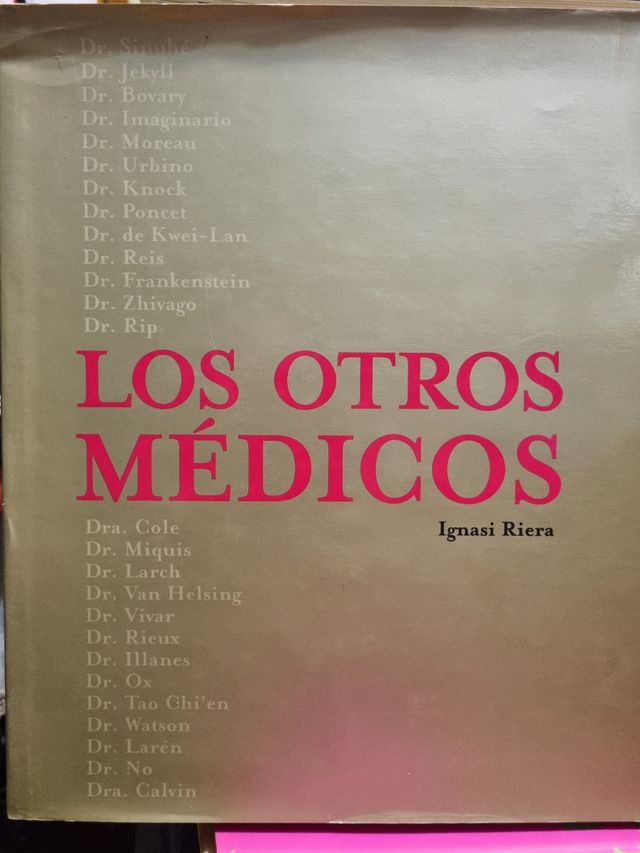 Dr. Sinuhé
Dr. Jekyll
Dr. Bovary
Dr. Imaginario
Dr. Moreau
Dr. Urbino
Dr. Knock
Dr. Poncet
Dr. de Kwei-Lan
Dr. Reis
Dr. Frankenstein
Dr. Zhivago
Dr. Rip
LOS OTROS
MÉDICOS
Ignasi Riera
Dra. Cole
Dr. Miquis
Dr. Larch
Dr. Van Helsing
Dr. Vivar
Dr. Rieux
Dr. Illanes
Dr. Ox
Dr. Tao Chi'en
Dr. Watson
Dr. Larén
Dr. No
Dra. Calvin